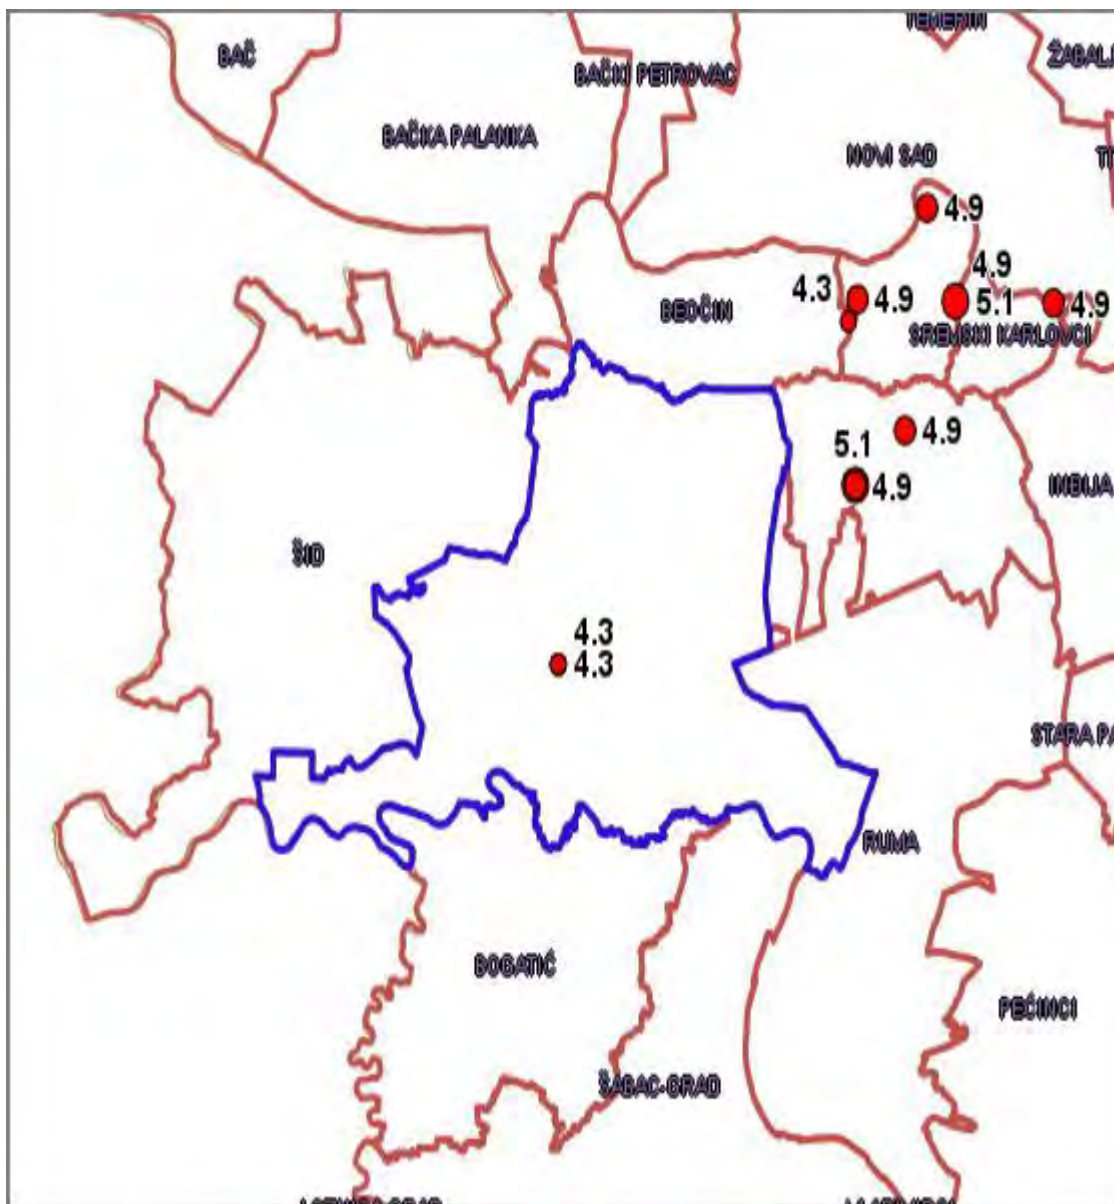 TEMERIN
BAČ
ŽABALJ
BAČKI PETROVAC
BAČKA PALANKA
NOVI SAD
4.9
4.9
4.3
4.9
5.1
4.9
BEOČIN
SREMSKI KARLOVCI
4.9
5.1
4.9
INĐIJA
ŠID
4.3
4.3
STARA PA
RUMA
BOGATIĆ
PEĆINCI
ŠABAC-GRAD